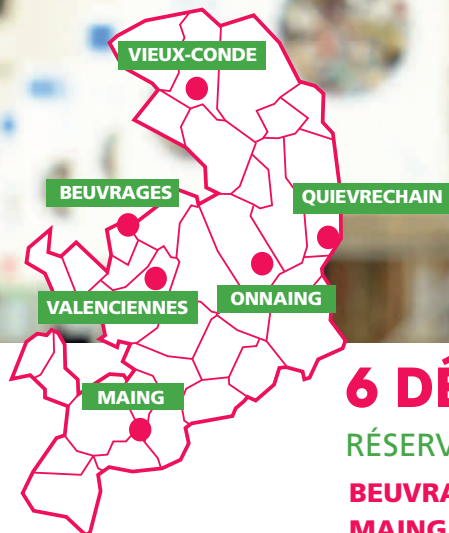 VIEUX-CONDE
BEUVRAGES
QUIEVRECHAIN
VALENCIENNES
ONNAING
MAING
6 DÉ
RÉSERV
BEUVRA
MAING